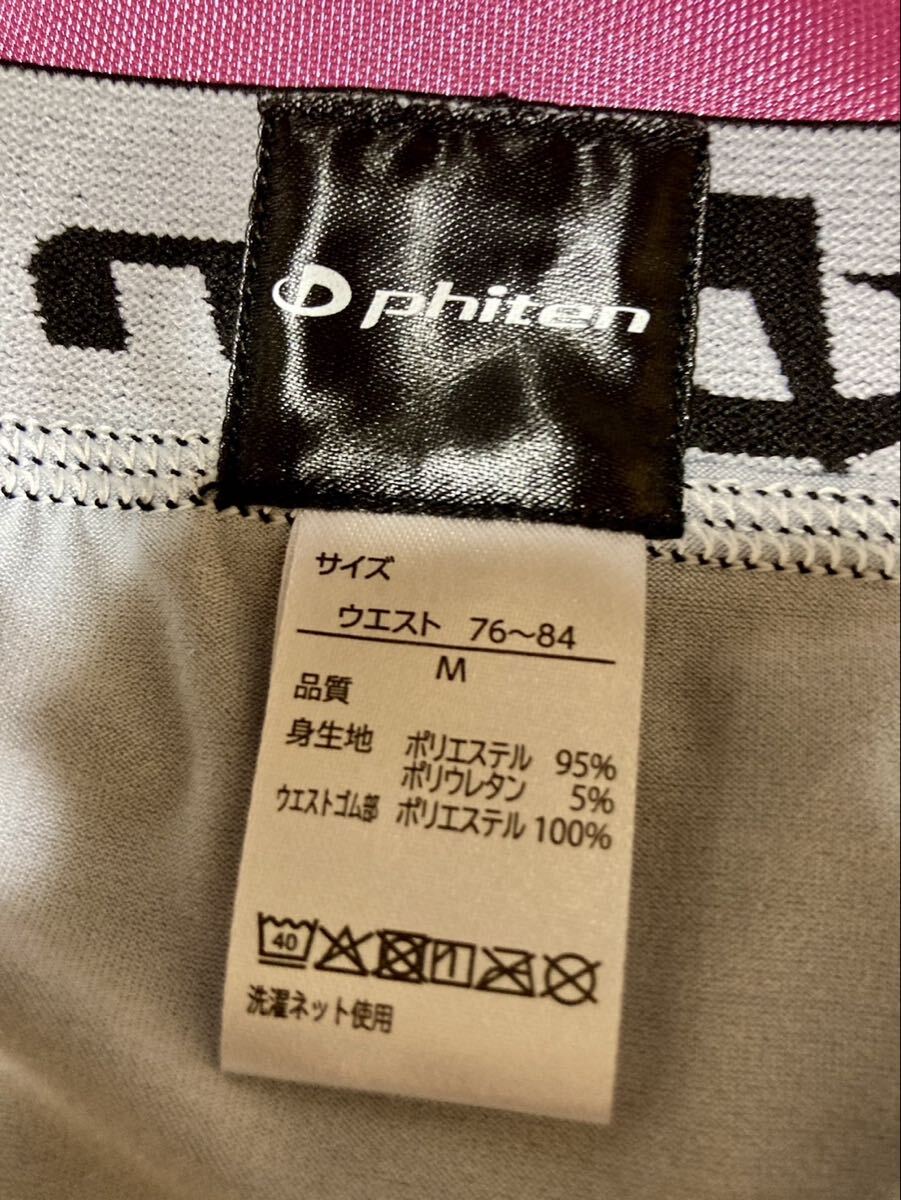 phiten
サイズ
ウエスト 76~84
M
品質
身生地 ポリエステル 95%
ポリウレタン 5%
ウエストゴム部 ポリエステル 100%
40
洗濯ネット使用